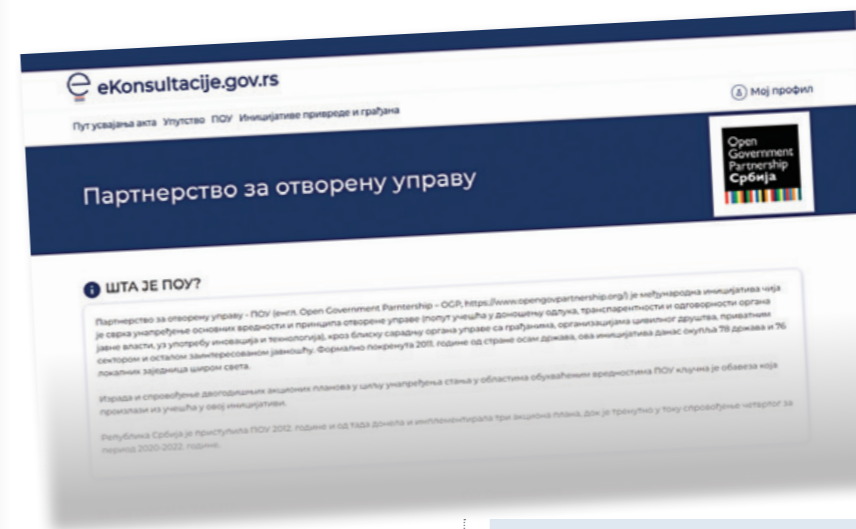 eKonsultacije.gov.rs
Мој профил
Пут усвајања акта Упутство ПОУ Иницијативе привреде и грађана
Партнерство за отворену управу
Open
Government
Partnership
Србија
ШТА ЈЕ ПОУ?
Партнерство за отворену управу - ПОУ (енгл. Open Government Parntership – OGP, https://www.opengovpartnership.org/) је међународна иницијатива чија
је сврха унапређење основних вредности и принципа отворене управе (попут учешћа у доношењу одлука, транспарентности и одговорности органа
јавне власти, уз употребу иновација и технологија), кроз блиску сарадњу органа управе са грађанима, организацијама цивилног друштва, приватним
сектором и осталом заинтересованом јавношћу. Формално покренута 2011. године од стране осам држава, ова иницијатива данас окупља 78 држава и 76
локалних заједница широм света.
Израда и спровођење двогодишњих акционих планова у циљу унапређења стања у областима обухваћеним вредностима ПОУ кључна је обавеза која
произлази из учешћа у овој иницијативи.
Република Србија је приступила ПОУ 2012. године и од тада донела и имплементирала три акциона плана, док је тренутно у току спровођење четвртог за
период 2020-2022. године.